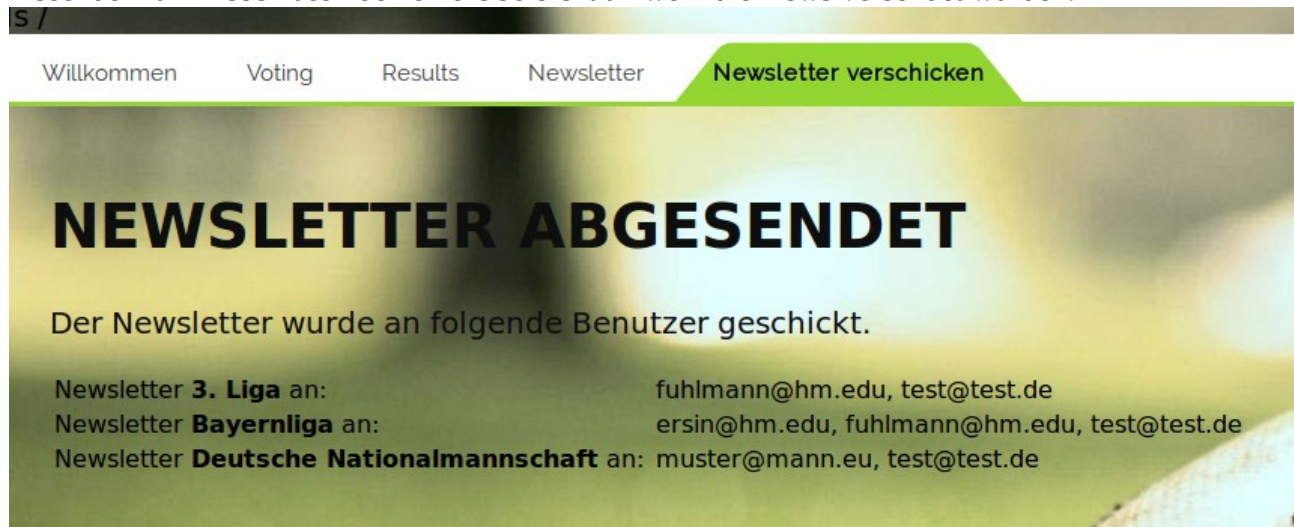 Is /
Willkommen Voting Results Newsletter Newsletter verschicken
NEWSLETTER ABGESENDET
Der Newsletter wurde an folgende Benutzer geschickt.
Newsletter 3. Liga an: fuhlmann@hm.edu, test@test.de
Newsletter Bayernliga an: ersin@hm.edu, fuhlmann@hm.edu, test@test.de
Newsletter Deutsche Nationalmannschaft an: muster@mann.eu, test@test.de